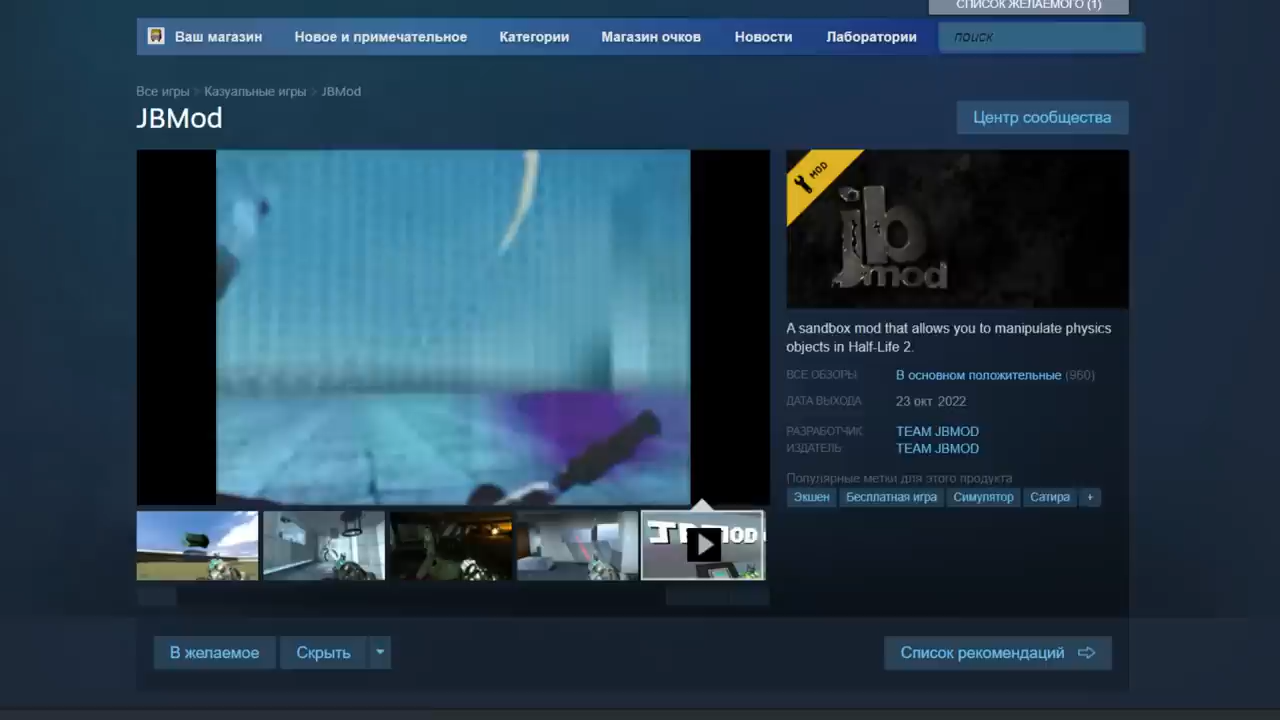 СПИСОК ЖЕЛАЕМОГО (1)
Ваш магазин Новое и примечательное Категории Магазин очков Новости Лаборатории поиск
Все игры > Казуальные игры > JBMod
JBMod
Центр сообщества
MOD
jb
mod
A sandbox mod that allows you to manipulate physics
objects in Half-Life 2.
ВСЕ ОБЗОРЫ: В основном положительные (960)
ДАТА ВЫХОДА: 23 окт. 2022
РАЗРАБОТЧИК: TEAM JBMOD
ИЗДАТЕЛЬ: TEAM JBMOD
Популярные метки для этого продукта:
Экшен Бесплатная игра Симулятор Сатира +
JBMOD
В желаемое Скрыть Список рекомендаций